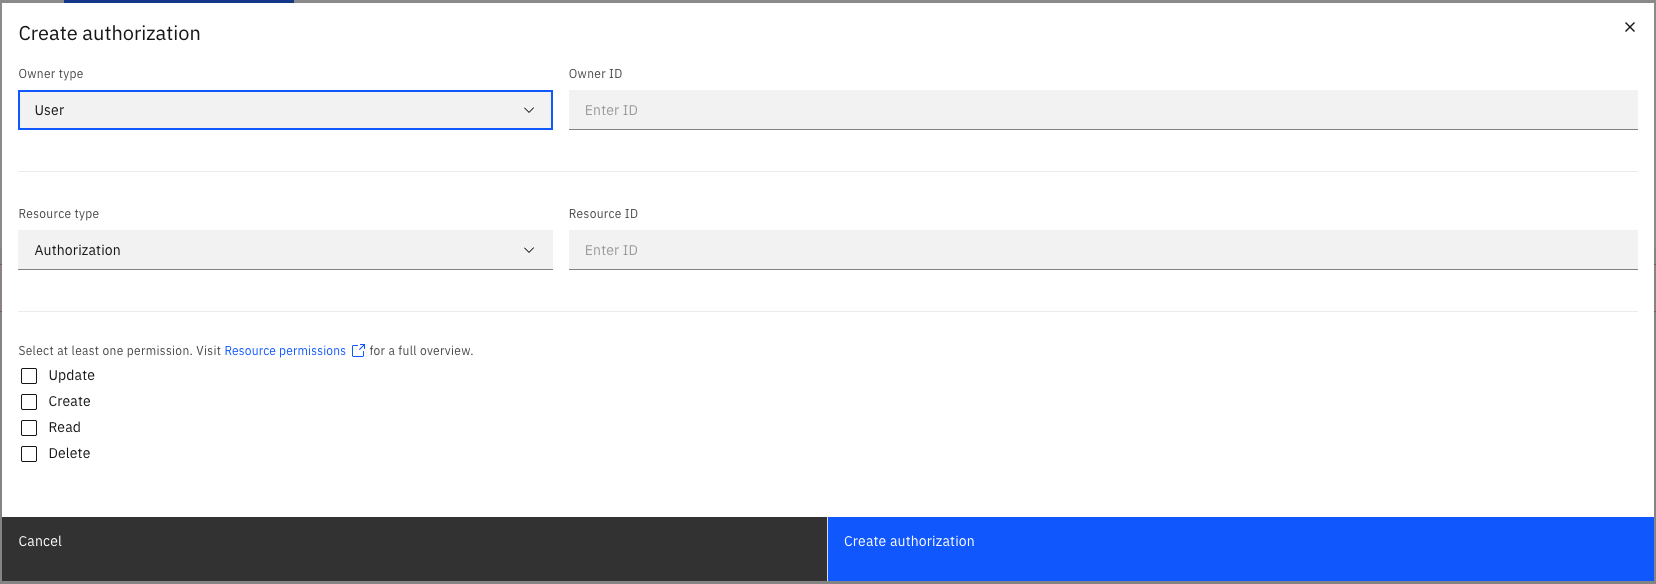 Create authorization
Owner type
Owner ID
User
Enter ID
Resource type
Resource ID
Authorization
Enter ID
Select at least one permission. Visit Resource permissions for a full overview.
Update
Create
Read
Delete
Cancel
Create authorization